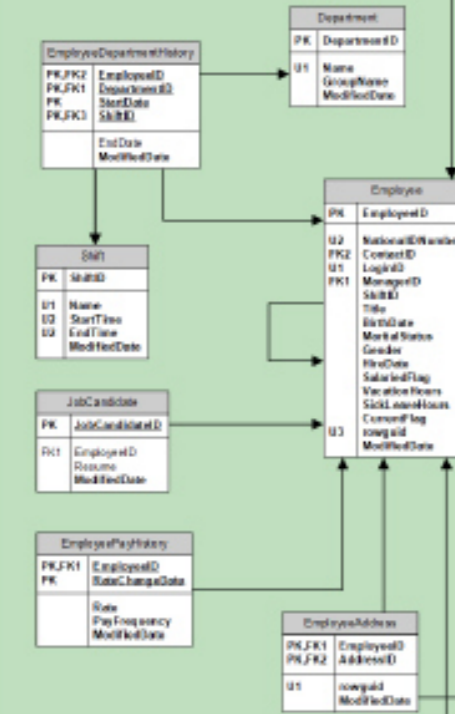 Department
PK DepartmentID
U1 Name
GroupName
ModifiedDate
EmployeeDepartmentHistory
PK,FK2 EmployeeID
PK,FK1 DepartmentID
PK StartDate
PK,FK3 ShiftID
EndDate
ModifiedDate
Employee
PK EmployeeID
U2 NationalIDNumbe
FK2 ContactID
U1 LoginID
FK1 ManagerID
ShiftID
Title
BirthDate
MaritalStatus
Gender
HireDate
SalariedFlag
VacationHours
SickLeaveHours
CurrentFlag
U3 rowguid
ModifiedDate
Shift
PK ShiftID
U1 Name
U2 StartTime
U2 EndTime
ModifiedDate
JobCandidate
PK JobCandidateID
FK1 EmployeeID
Resume
ModifiedDate
EmployeePayHistory
PK,FK1 EmployeeID
PK RateChangeDate
Rate
PayFrequency
ModifiedDate
EmployeeAddress
PK,FK1 EmployeeID
PK,FK2 AddressID
U1 rowguid
ModifiedDate